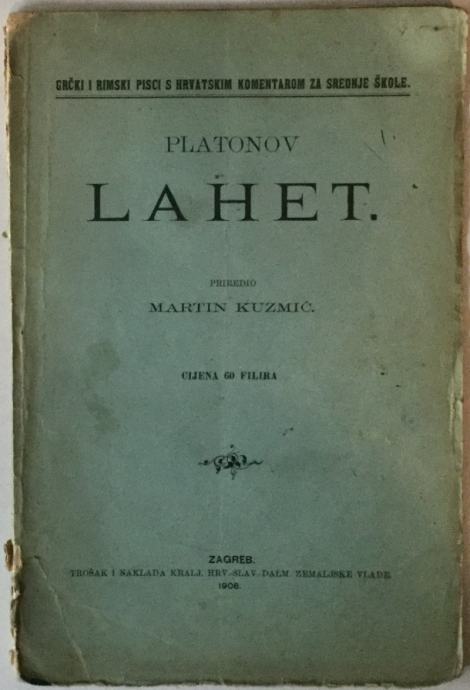 GRČKI I RIMSKI PISCI S HRVATSKIM KOMENTAROM ZA SREDNJE ŠKOLE.
PLATONOV
LAHET.
PRIREDIO
MARTIN KUZMIĆ.
CIJENA 60 FILIRA
ZAGREB.
TROŠAK I NAKLADA KRALJ. HRV.-SLAV.-DALM. ZEMALJSKE VLADE
1908.